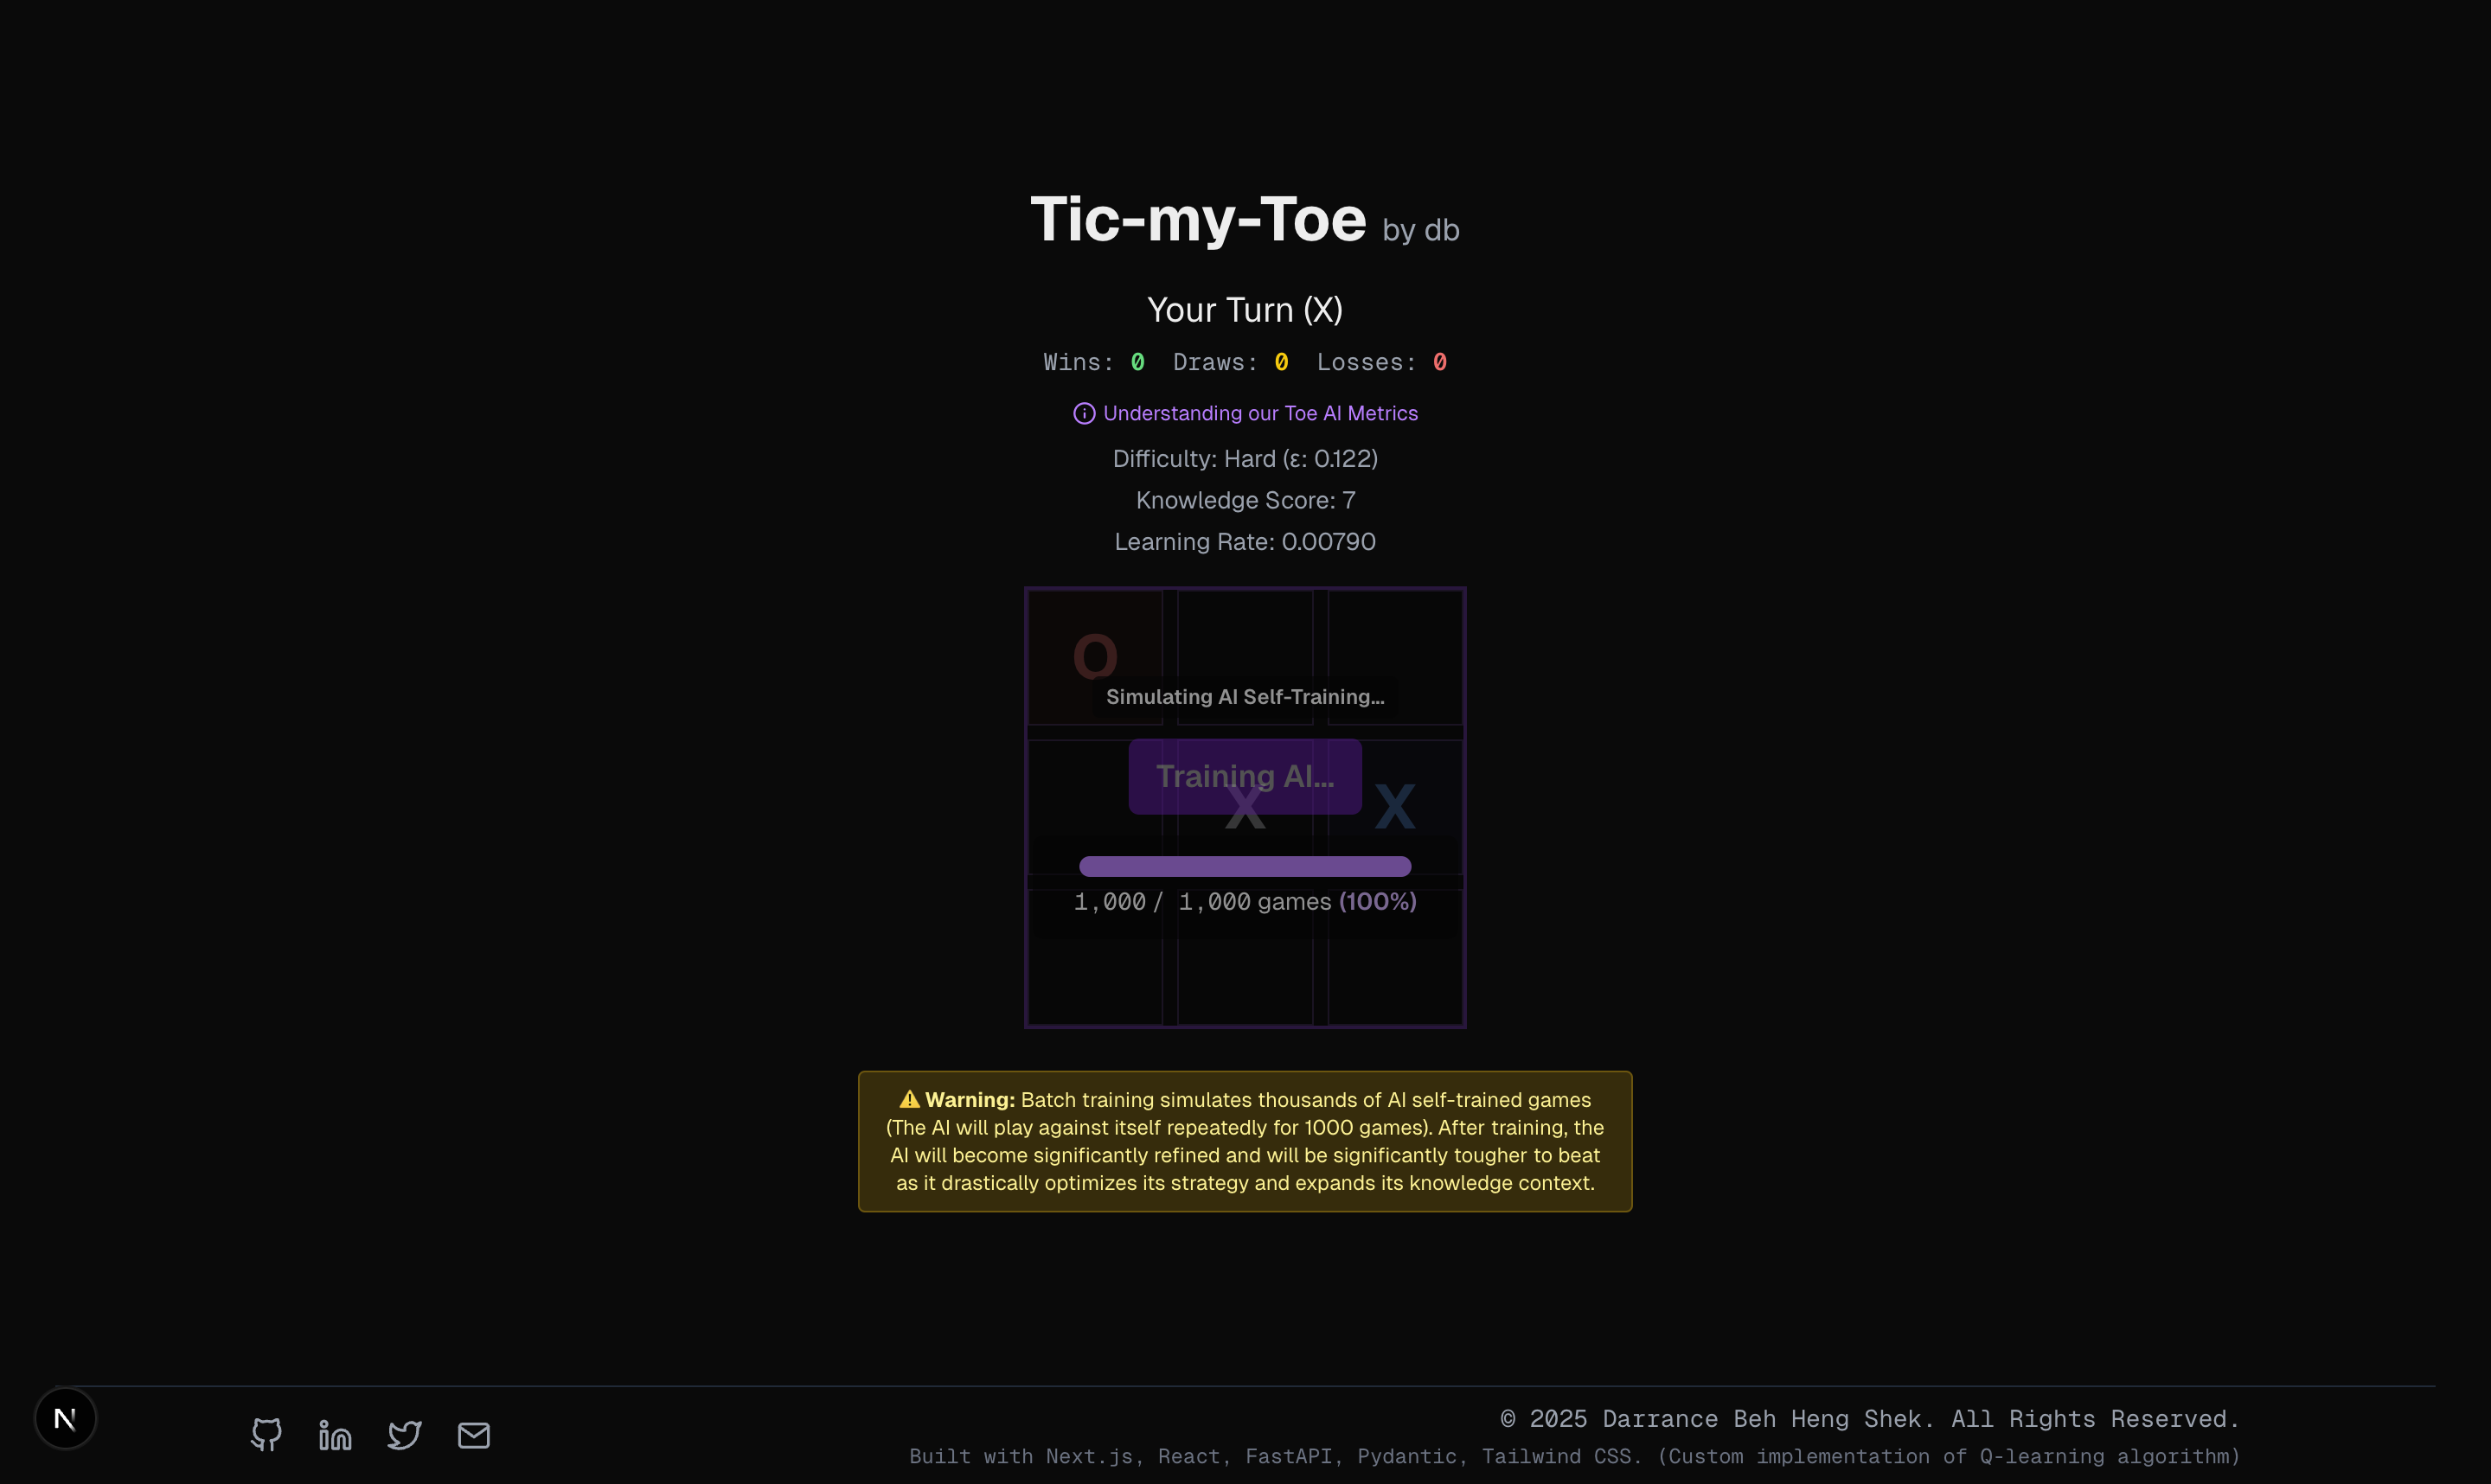 Tic-my-Toe by db
Your Turn (X)
Wins: 0 Draws: 0 Losses: 0
Understanding our Toe AI Metrics
Difficulty: Hard (ε: 0.122)
Knowledge Score: 7
Learning Rate: 0.00790
O
Simulating AI Self-Training...
Training AI...
X X
1,000 / 1,000 games (100%)
⚠️ Warning: Batch training simulates thousands of AI self-trained games
(The AI will play against itself repeatedly for 1000 games). After training, the
AI will become significantly refined and will be significantly tougher to beat
as it drastically optimizes its strategy and expands its knowledge context.
N
© 2025 Darrance Beh Heng Shek. All Rights Reserved.
Built with Next.js, React, FastAPI, Pydantic, Tailwind CSS. (Custom implementation of Q-learning algorithm)